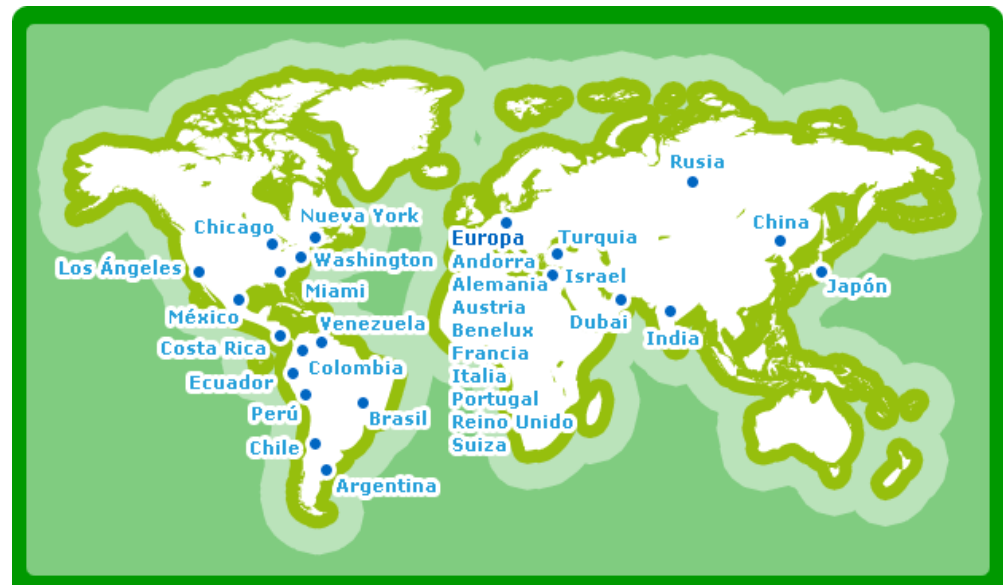 Rusia
Nueva York
Chicago
China
Europa
Turquia
Washington
Andorra
Los Ángeles
Israel
Alemania
Japón
Miami
Austria
México
Dubai
Venezuela
Benelux
India
Costa Rica
Francia
Colombia
Italia
Ecuador
Portugal
Perú
Brasil
Reino Unido
Chile
Suiza
Argentina